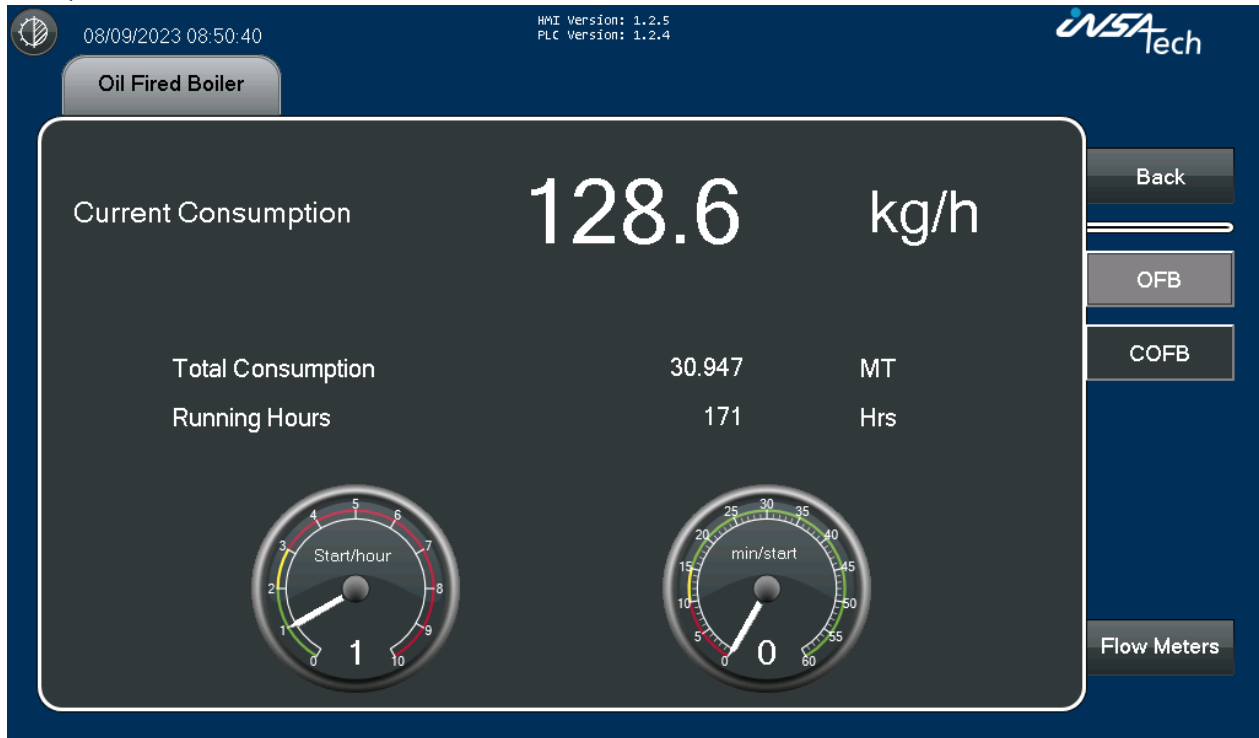 HMI Version: 1.2.5
08/09/2023 08:50:40
PLC Version: 1.2.4
iNSATech
Oil Fired Boiler
Back
Current Consumption 128.6 kg/h
OFB
COFB
Total Consumption 30.947 MT
Running Hours 171 Hrs
Start/hour
0 1 2 3 4 5 6 7 8 9 10
1
min/start
0 5 10 15 20 25 30 35 40 45 50 55 60
0
Flow Meters